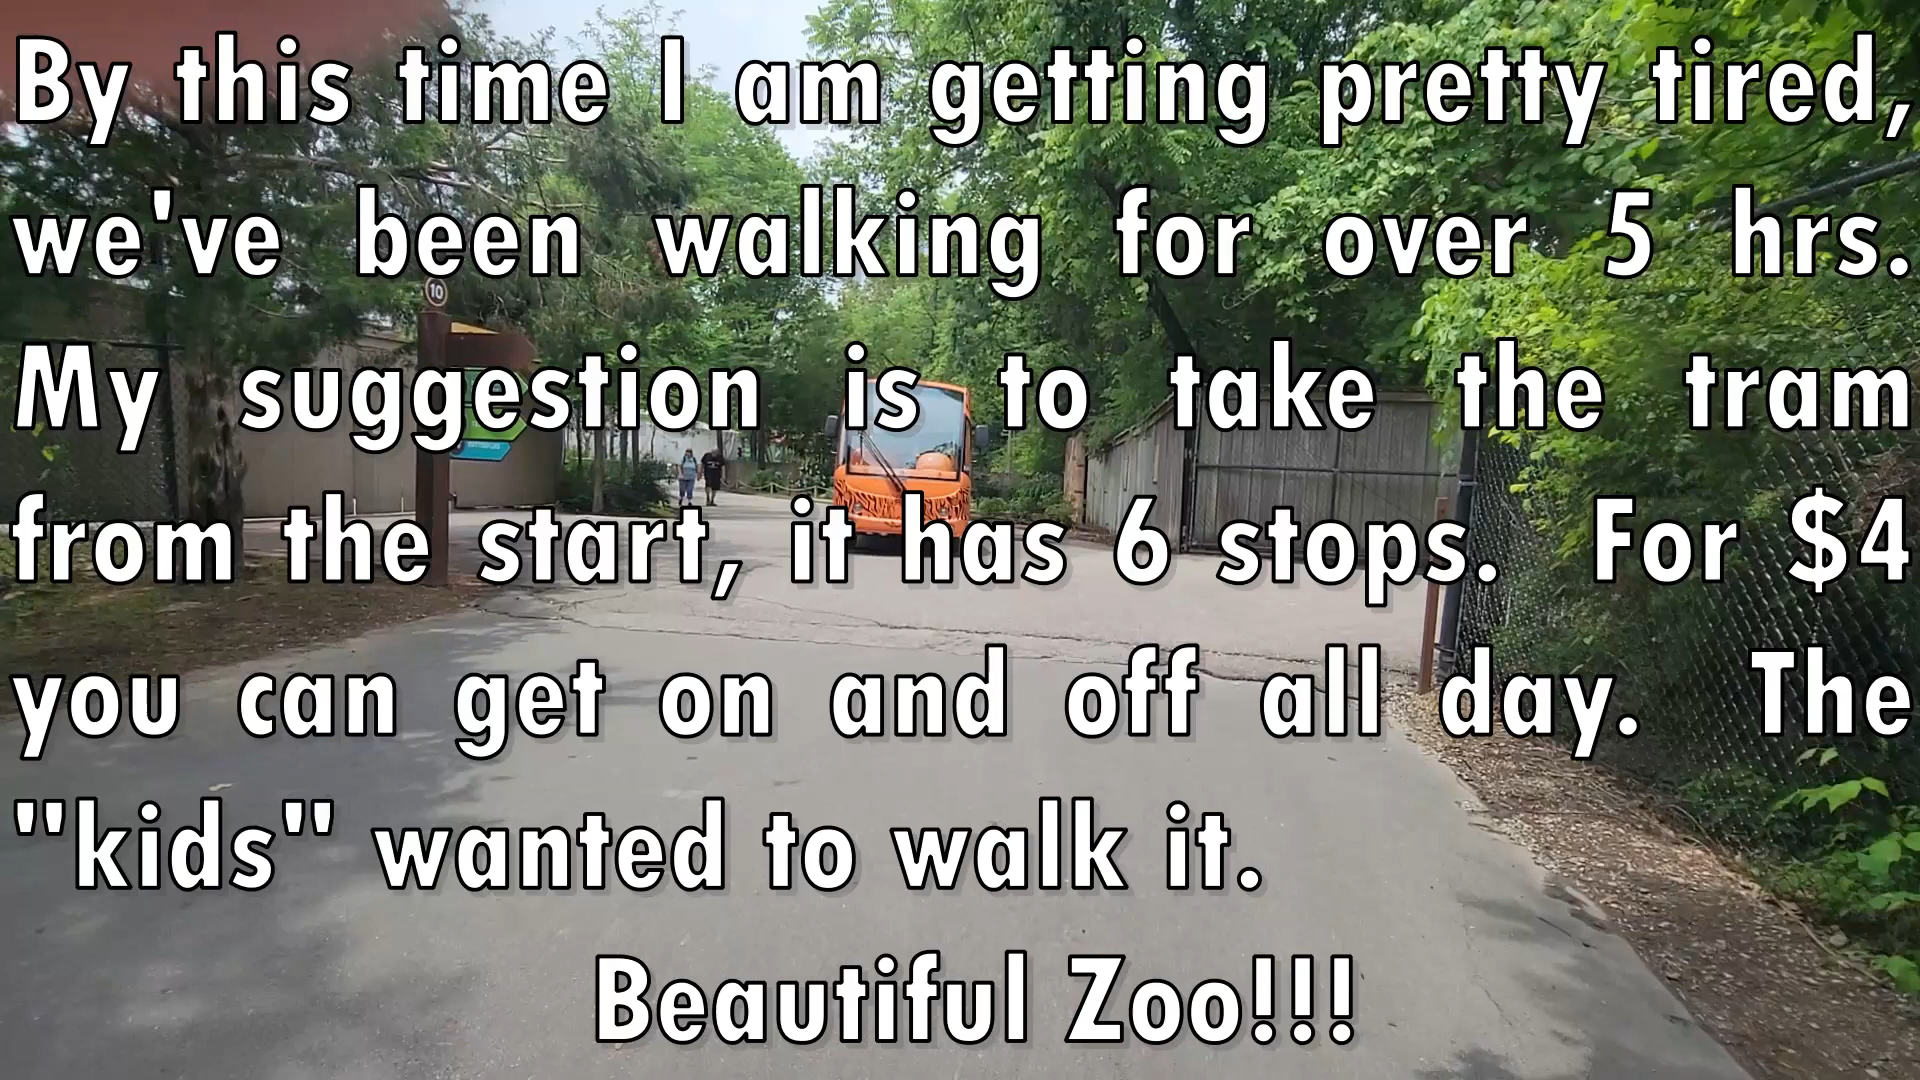 By this time I am getting pretty tired,
we've been walking for over 5 hrs.
My suggestion is to take the tram
from the start, it has 6 stops. For $4
you can get on and off all day. The
"kids" wanted to walk it.
Beautiful Zoo!!!
10